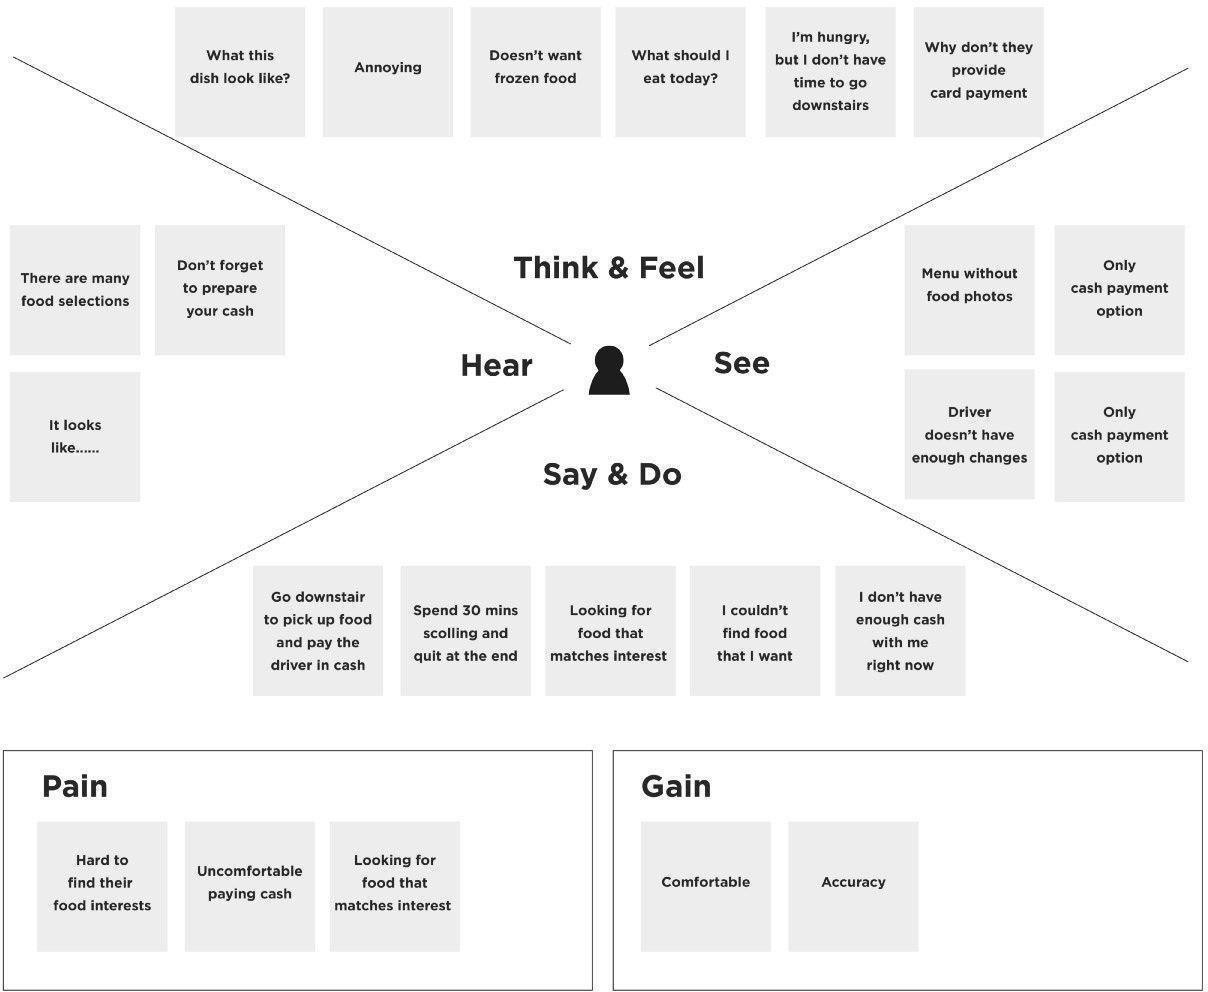 What this
dish look like?
Annoying
Doesn't want
frozen food
What should I
eat today?
I'm hungry,
but I don't have
time to go
downstairs
Why don't they
provide
card payment
Think & Feel
There are many
food selections
Don't forget
to prepare
your cash
It looks
like......
Hear
See
Menu without
food photos
Only
cash payment
option
Driver
doesn't have
enough changes
Only
cash payment
option
Say & Do
Go downstair
to pick up food
and pay the
driver in cash
Spend 30 mins
scolling and
quit at the end
Looking for
food that
matches interest
I couldn't
find food
that I want
I don't have
enough cash
with me
right now
Pain
Hard to
find their
food interests
Uncomfortable
paying cash
Looking for
food that
matches interest
Gain
Comfortable
Accuracy